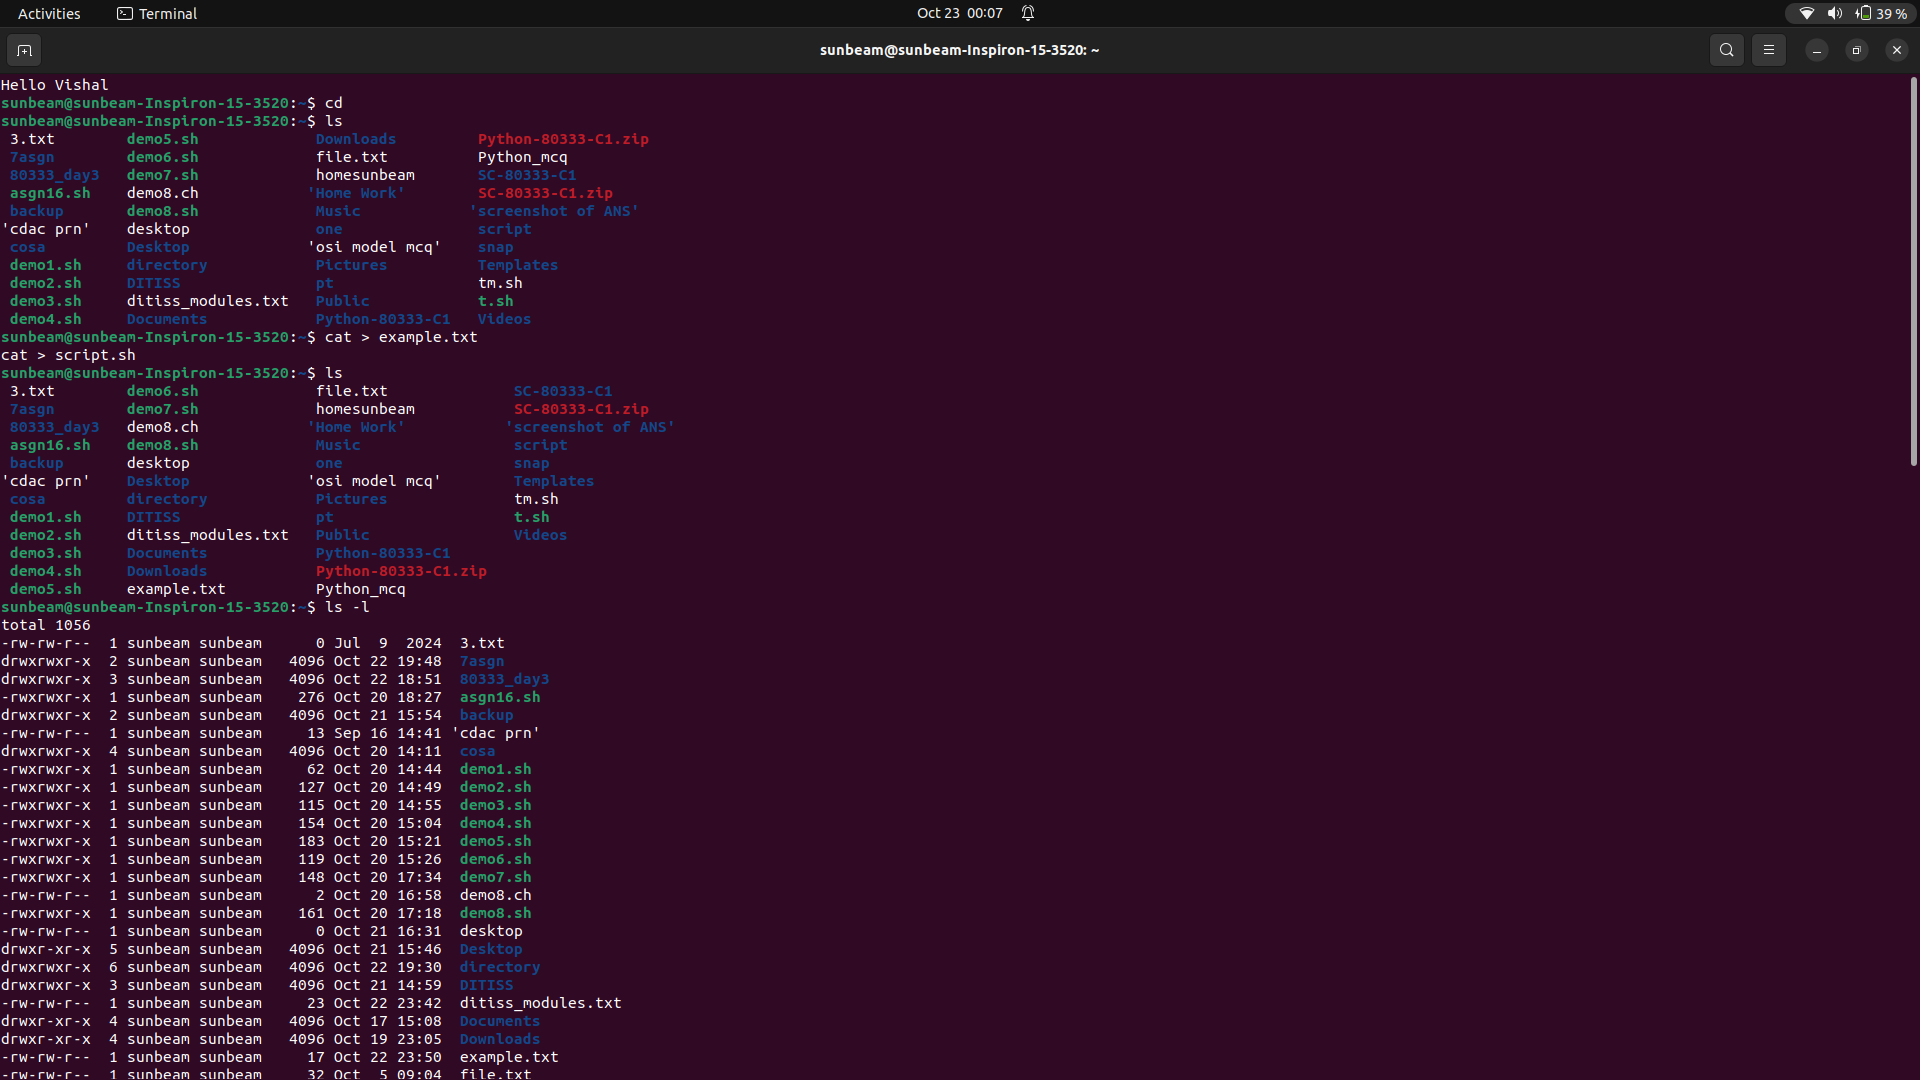 Activities Terminal Oct 23 00:07 39 %
sunbeam@sunbeam-Inspiron-15-3520: ~
Hello Vishal
sunbeam@sunbeam-Inspiron-15-3520:~$ cd
sunbeam@sunbeam-Inspiron-15-3520:~$ ls
 3.txt        demo5.sh             Downloads         Python-80333-C1.zip
 7asgn        demo6.sh             file.txt          Python_mcq
 80333_day3   demo7.sh             homesunbeam       SC-80333-C1
 asgn16.sh    demo8.ch            'Home Work'        SC-80333-C1.zip
 backup       demo8.sh             Music            'screenshot of ANS'
'cdac prn'    desktop              one               script
 cosa         Desktop             'osi model mcq'    snap
 demo1.sh     directory            Pictures          Templates
 demo2.sh     DITISS               pt                tm.sh
 demo3.sh     ditiss_modules.txt   Public            t.sh
 demo4.sh     Documents            Python-80333-C1   Videos
sunbeam@sunbeam-Inspiron-15-3520:~$ cat > example.txt
cat > script.sh
sunbeam@sunbeam-Inspiron-15-3520:~$ ls
 3.txt        demo6.sh             file.txt              SC-80333-C1
 7asgn        demo7.sh             homesunbeam           SC-80333-C1.zip
 80333_day3   demo8.ch            'Home Work'           'screenshot of ANS'
 asgn16.sh    demo8.sh             Music                 script
 backup       desktop              one                   snap
'cdac prn'    Desktop             'osi model mcq'        Templates
 cosa         directory            Pictures              tm.sh
 demo1.sh     DITISS               pt                    t.sh
 demo2.sh     ditiss_modules.txt   Public                Videos
 demo3.sh     Documents            Python-80333-C1
 demo4.sh     Downloads            Python-80333-C1.zip
 demo5.sh     example.txt          Python_mcq
sunbeam@sunbeam-Inspiron-15-3520:~$ ls -l
total 1056
-rw-rw-r--  1 sunbeam sunbeam      0 Jul  9  2024  3.txt
drwxrwxr-x  2 sunbeam sunbeam   4096 Oct 22 19:48  7asgn
drwxrwxr-x  3 sunbeam sunbeam   4096 Oct 22 18:51  80333_day3
-rwxrwxr-x  1 sunbeam sunbeam    276 Oct 20 18:27  asgn16.sh
drwxrwxr-x  2 sunbeam sunbeam   4096 Oct 21 15:54  backup
-rw-rw-r--  1 sunbeam sunbeam     13 Sep 16 14:41 'cdac prn'
drwxrwxr-x  4 sunbeam sunbeam   4096 Oct 20 14:11  cosa
-rwxrwxr-x  1 sunbeam sunbeam     62 Oct 20 14:44  demo1.sh
-rwxrwxr-x  1 sunbeam sunbeam    127 Oct 20 14:49  demo2.sh
-rwxrwxr-x  1 sunbeam sunbeam    115 Oct 20 14:55  demo3.sh
-rwxrwxr-x  1 sunbeam sunbeam    154 Oct 20 15:04  demo4.sh
-rwxrwxr-x  1 sunbeam sunbeam    183 Oct 20 15:21  demo5.sh
-rwxrwxr-x  1 sunbeam sunbeam    119 Oct 20 15:26  demo6.sh
-rwxrwxr-x  1 sunbeam sunbeam    148 Oct 20 17:34  demo7.sh
-rw-rw-r--  1 sunbeam sunbeam      2 Oct 20 16:58  demo8.ch
-rwxrwxr-x  1 sunbeam sunbeam    161 Oct 20 17:18  demo8.sh
-rw-rw-r--  1 sunbeam sunbeam      0 Oct 21 16:31  desktop
drwxr-xr-x  5 sunbeam sunbeam   4096 Oct 21 15:46  Desktop
drwxrwxr-x  6 sunbeam sunbeam   4096 Oct 22 19:30  directory
drwxrwxr-x  3 sunbeam sunbeam   4096 Oct 21 14:59  DITISS
-rw-rw-r--  1 sunbeam sunbeam     23 Oct 22 23:42  ditiss_modules.txt
drwxr-xr-x  4 sunbeam sunbeam   4096 Oct 17 15:08  Documents
drwxr-xr-x  4 sunbeam sunbeam   4096 Oct 19 23:05  Downloads
-rw-rw-r--  1 sunbeam sunbeam     17 Oct 22 23:50  example.txt
-rw-rw-r--  1 sunbeam sunbeam     32 Oct  5 09:04  file.txt